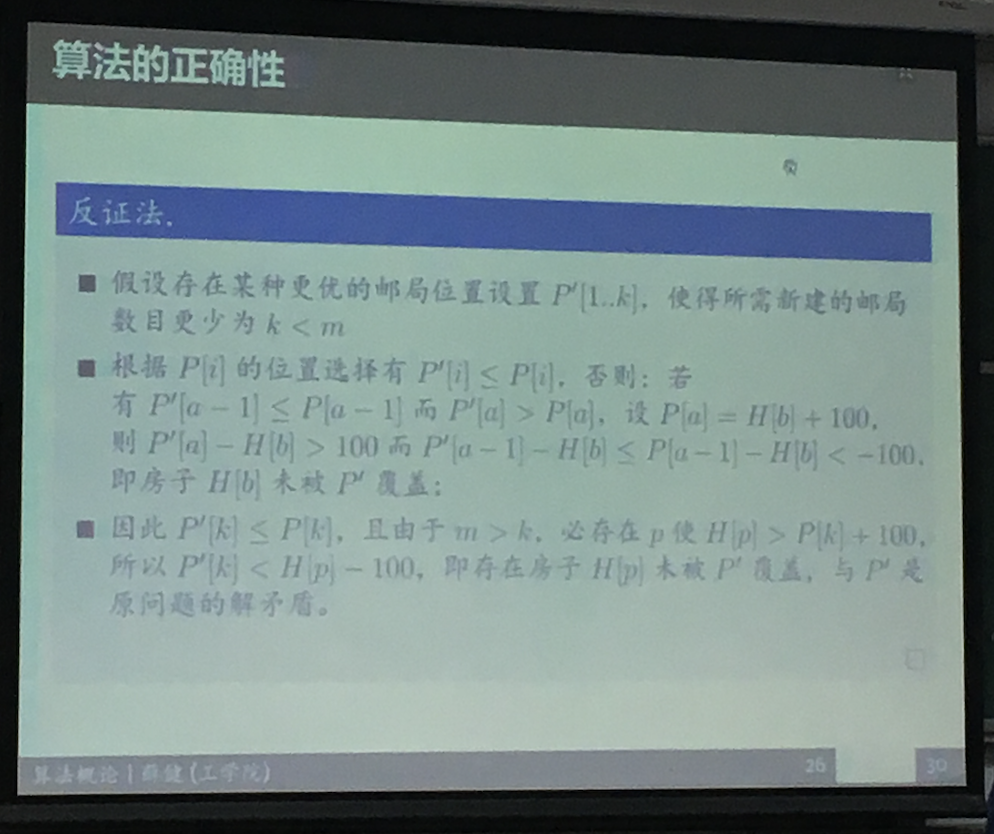 算法的正确性
反证法.
假设存在某种更优的邮局位置设置 P′[1..k]，使得所需新建的邮局
数目更少为 k < m
根据 P[i] 的位置选择有 P′[i] ≤ P[i]，否则：若
有 P′[a − 1] ≤ P[a − 1] 而 P′[a] > P[a]，设 P[a] = H[b] + 100，
则 P′[a] − H[b] > 100 而 P′[a − 1] − H[b] ≤ P[a − 1] − H[b] < −100，
即房子 H[b] 未被 P′ 覆盖；
因此 P′[k] ≤ P[k]，且由于 m > k，必存在 p 使 H[p] > P[k] + 100，
所以 P′[k] < H[p] − 100，即存在房子 H[p] 未被 P′ 覆盖，与 P′ 是
原问题的解矛盾。
算法概论 | 薛健 (工学院)
26
30